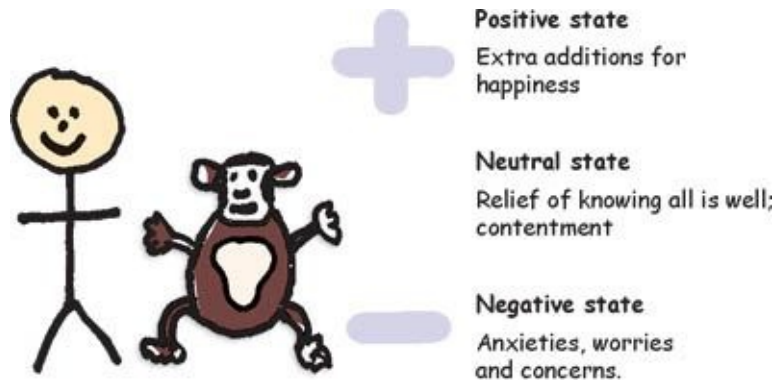 Positive state
Extra additions for
happiness
Neutral state
Relief of knowing all is well;
contentment
Negative state
Anxieties, worries
and concerns.